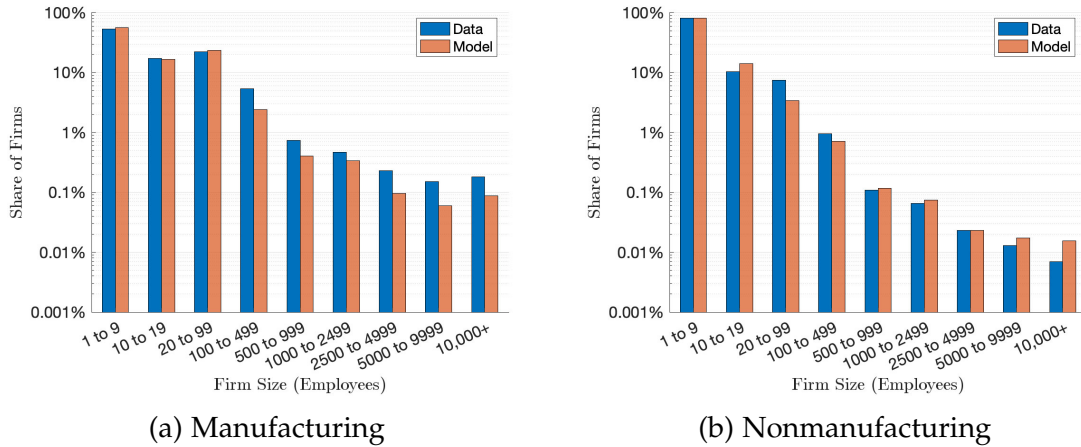 100%
10%
1%
0.1%
0.01%
0.001%
Share of Firms
Data
Model
1 to 9
10 to 19
20 to 99
100 to 499
500 to 999
1000 to 2499
2500 to 4999
5000 to 9999
10,000+
Firm Size (Employees)
(a) Manufacturing
100%
10%
1%
0.1%
0.01%
0.001%
Share of Firms
Data
Model
1 to 9
10 to 19
20 to 99
100 to 499
500 to 999
1000 to 2499
2500 to 4999
5000 to 9999
10,000+
Firm Size (Employees)
(b) Nonmanufacturing